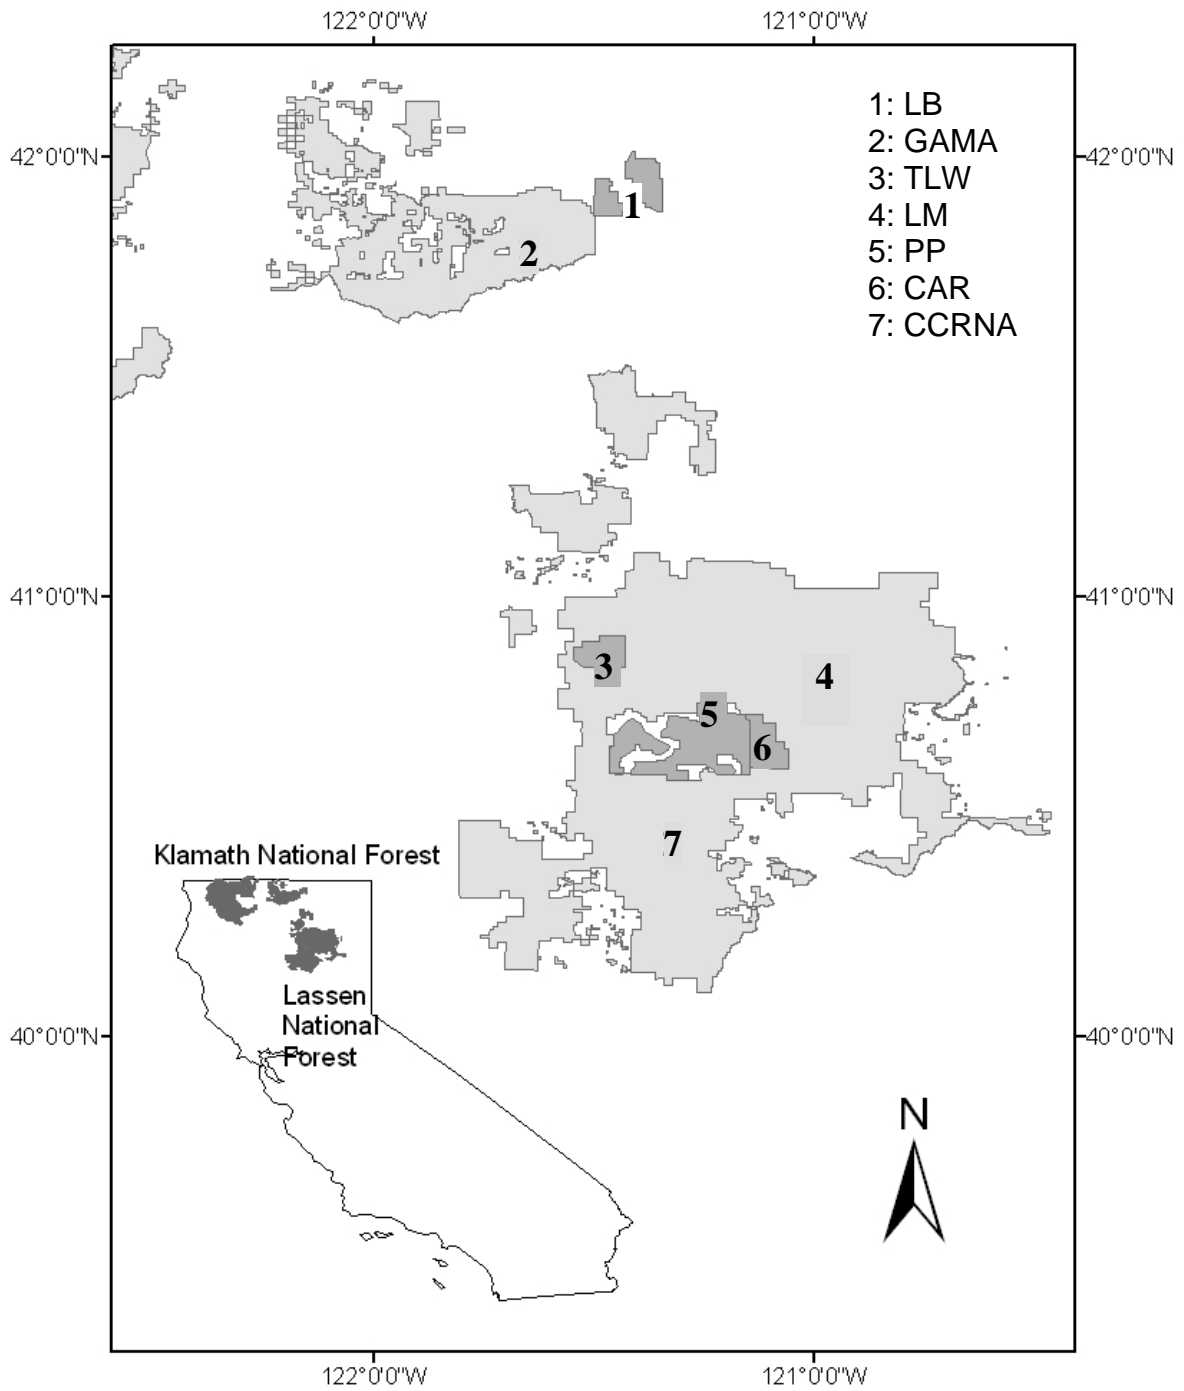 122°0'0"W 121°0'0"W
42°0'0"N 42°0'0"N
1: LB
2: GAMA
3: TLW
4: LM
5: PP
6: CAR
7: CCRNA
1
2
41°0'0"N 41°0'0"N
3
4
5
6
7
Klamath National Forest
Lassen
National
Forest
40°0'0"N 40°0'0"N
N
122°0'0"W 121°0'0"W